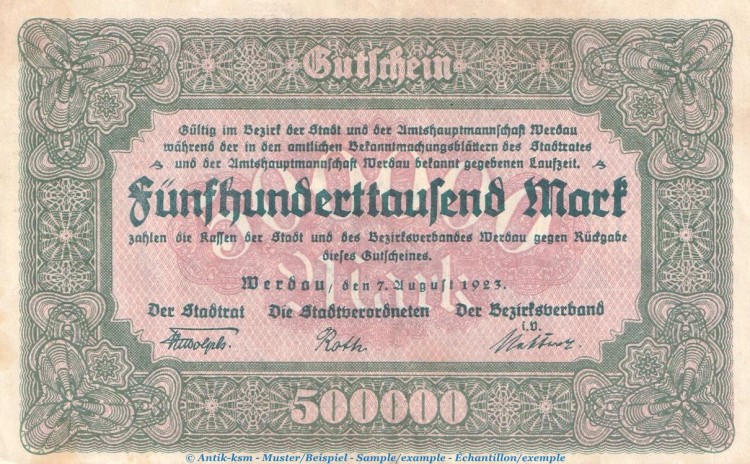 Gutschein
Gültig im Bezirk der Stadt und der Amtshauptmannschaft Werdau
während der in den amtlichen Bekanntmachungsblättern des Stadtrates
und der Amtshauptmannschaft Werdau bekannt gegebenen Laufzeit.
500000
Fünfhunderttausend Mark
zahlen die Kassen der Stadt und des Bezirksverbandes Werdau gegen Rückgabe
dieses Gutscheines.
Mark
Werdau, den 7. August 1923.
Der Stadtrat Die Stadtverordneten Der Bezirksverband
i.V.
Rudolph. Roth.
500000
© Antik-ksm - Muster/Beispiel - Sample/example - Échantillon/exemple